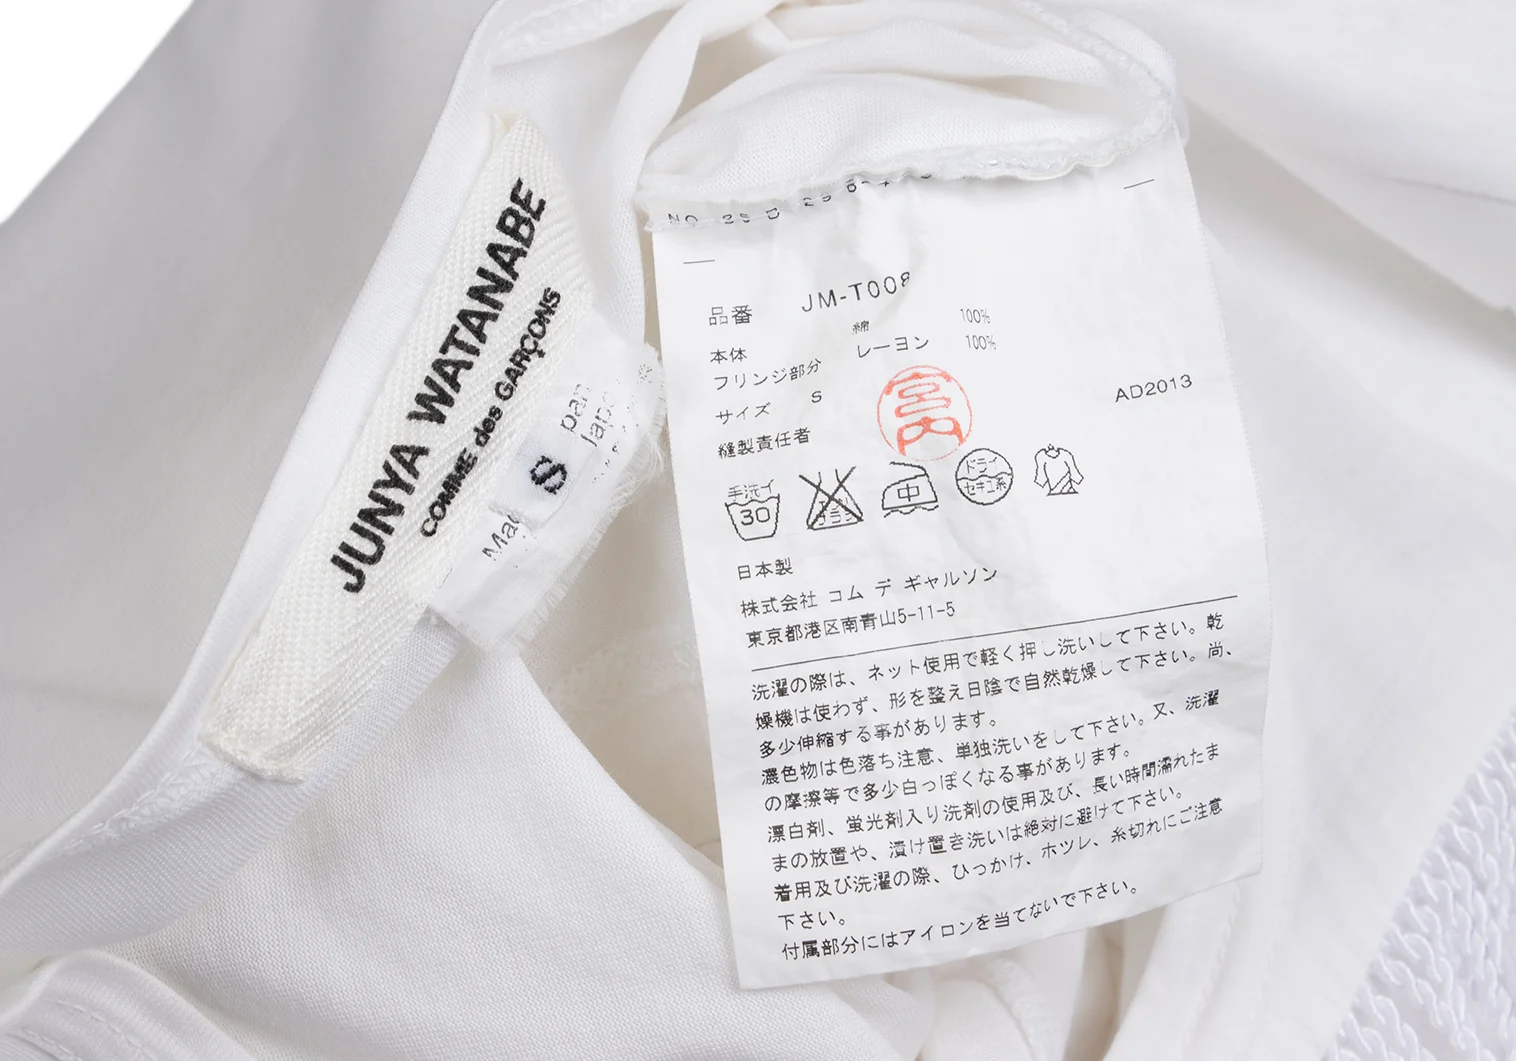 JUNYA WATANABE
COMME des GARÇONS
S
品番 JM-T008
本体 綿 100%
フリンジ部分 レーヨン 100%
サイズ S
縫製責任者 宮内
AD2013
手洗イ 30
中
ドライ
セキユ系
日本製
株式会社 コム デ ギャルソン
東京都港区南青山5-11-5
洗濯の際は、ネット使用で軽く押し洗いして下さい。乾
燥機は使わず、形を整え日陰で自然乾燥して下さい。尚、
多少伸縮する事があります。
濃色物は色落ち注意、単独洗いをして下さい。又、洗濯
の摩擦等で多少白っぽくなる事があります。
漂白剤、蛍光剤入り洗剤の使用及び、長い時間濡れたま
まの放置や、漬け置き洗いは絶対に避けて下さい。
着用及び洗濯の際、ひっかけ、ホツレ、糸切れにご注意
下さい。
付属部分にはアイロンを当てないで下さい。